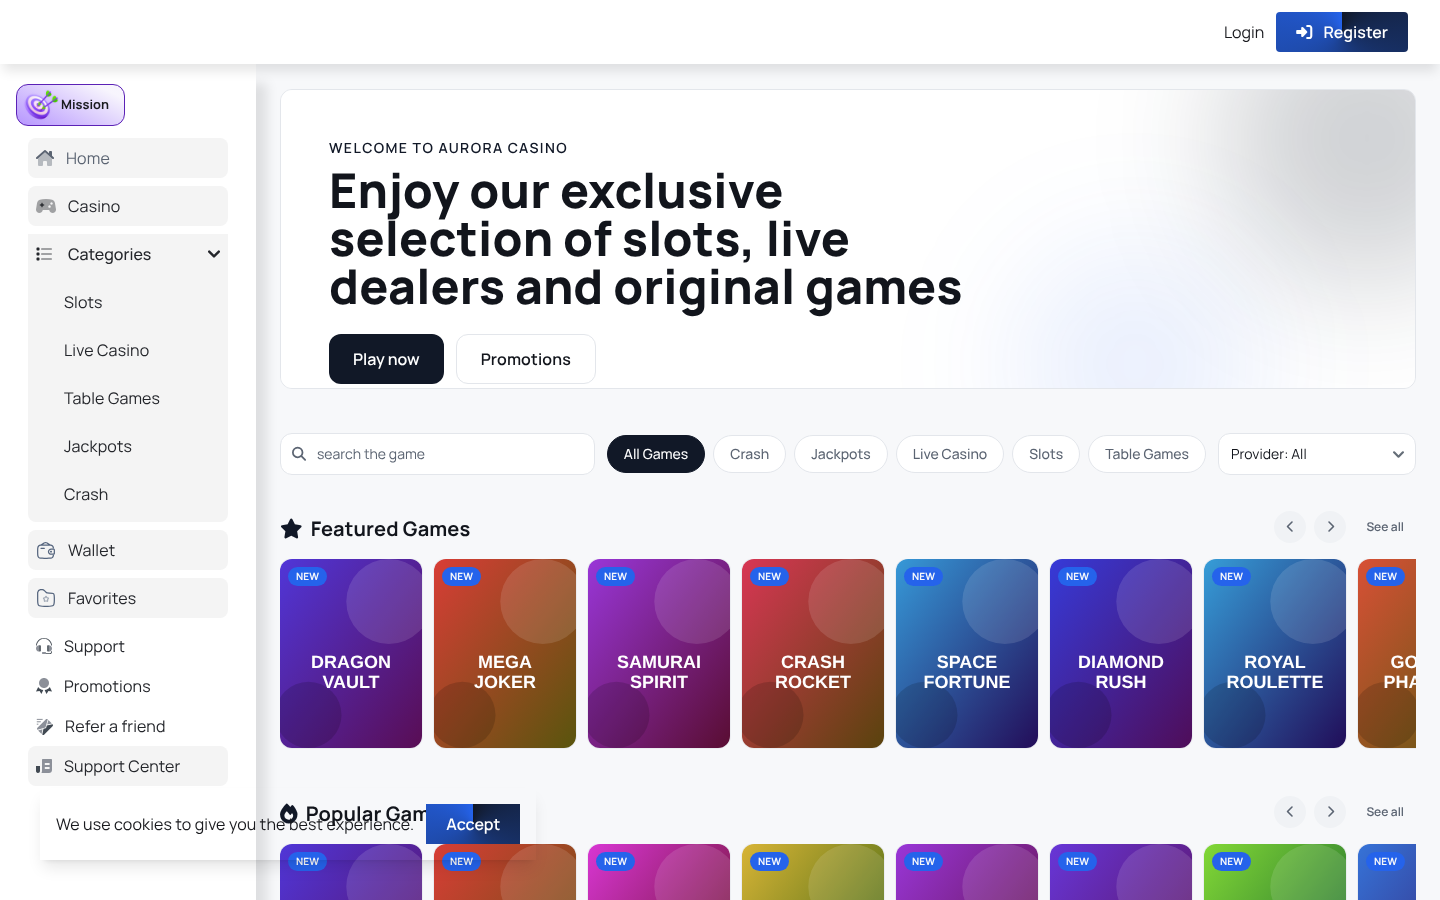 Login
Register
Mission
Home
Casino
Categories
Slots
Live Casino
Table Games
Jackpots
Crash
Wallet
Favorites
Support
Promotions
Refer a friend
Support Center
WELCOME TO AURORA CASINO
Enjoy our exclusive
selection of slots, live
dealers and original games
Play now
Promotions
search the game
All Games
Crash
Jackpots
Live Casino
Slots
Table Games
Provider: All
Featured Games
See all
NEW
DRAGON
VAULT
NEW
MEGA
JOKER
NEW
SAMURAI
SPIRIT
NEW
CRASH
ROCKET
NEW
SPACE
FORTUNE
NEW
DIAMOND
RUSH
NEW
ROYAL
ROULETTE
NEW
Popular
See all
We use cookies to give you the best experience.
Accept
NEW
NEW
NEW
NEW
NEW
NEW
NEW
NEW